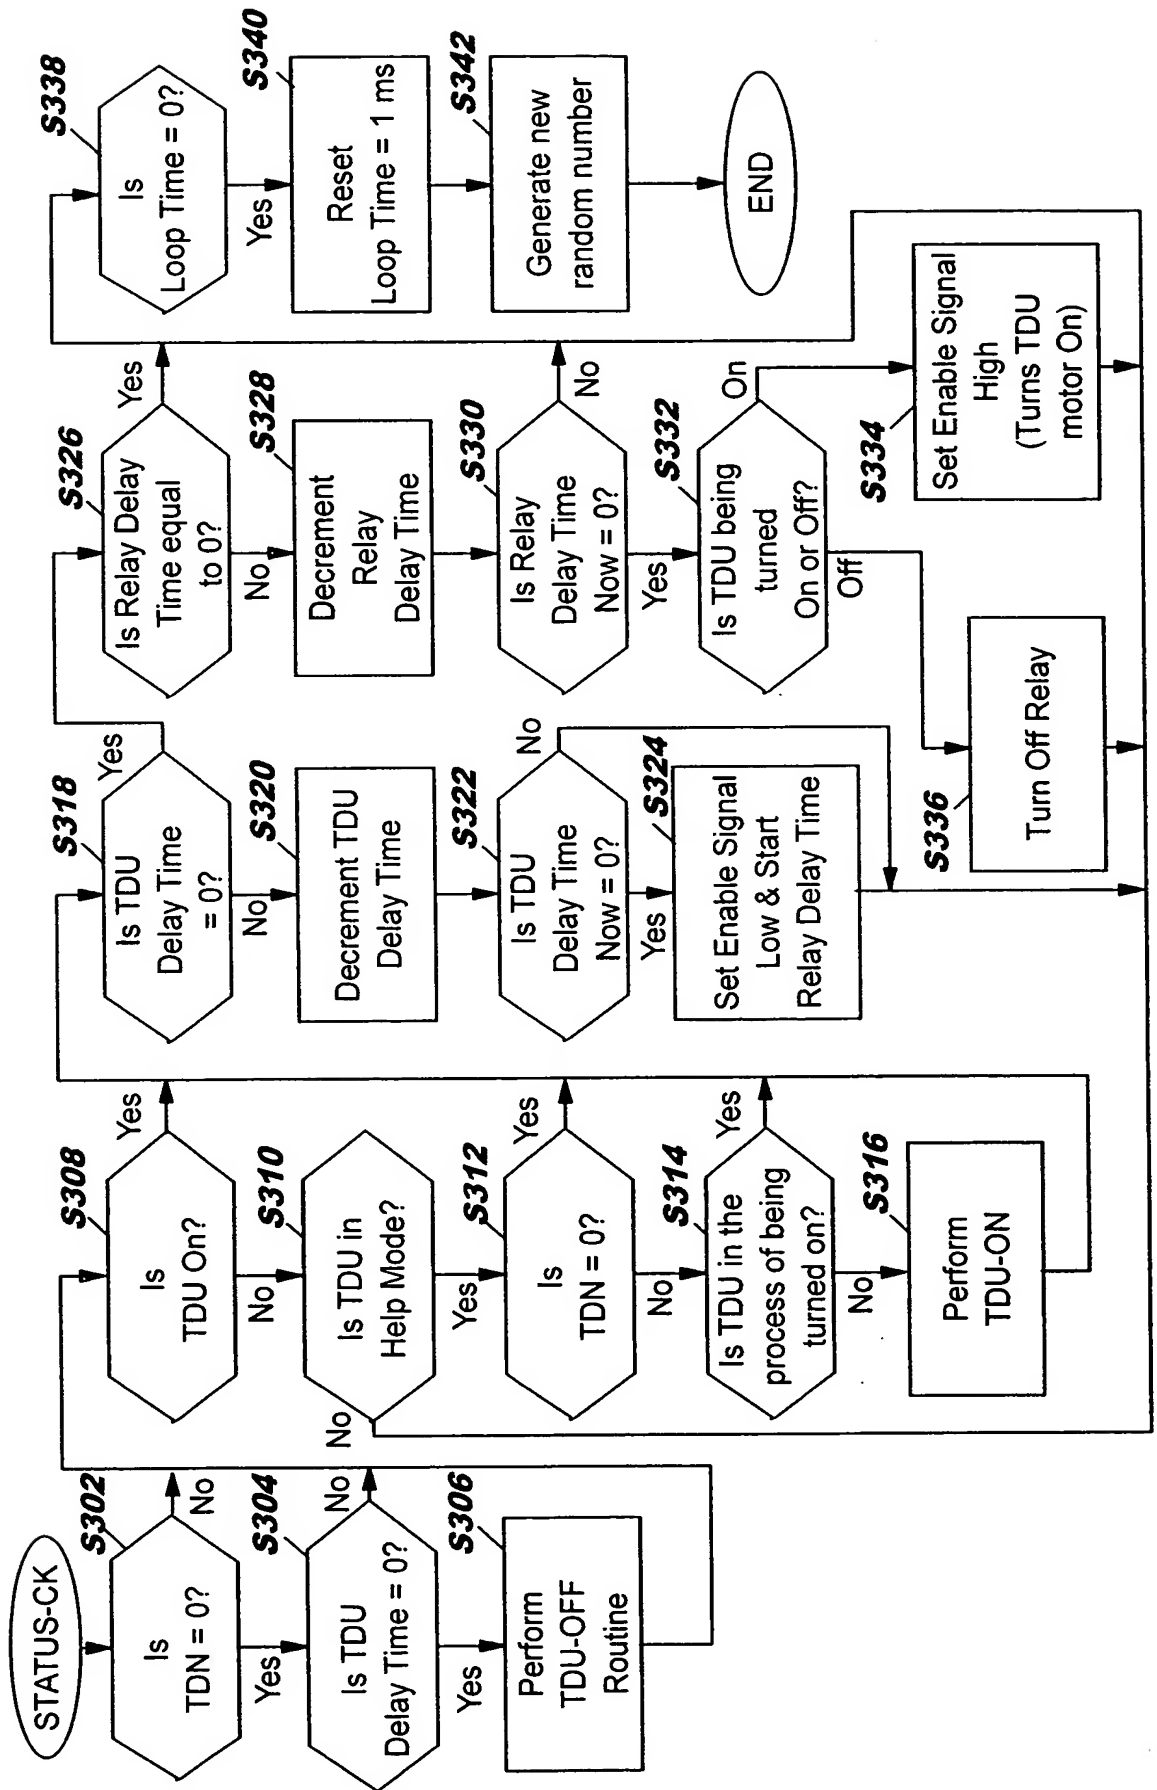 STATUS-CK
S302
Is
TDN = 0?
No
Yes
S304
Is TDU
Delay Time = 0?
No
Yes
S306
Perform
TDU-OFF
Routine
S308
Is
TDU On?
Yes
No
S310
Is TDU in
Help Mode?
No
Yes
S312
Is
TDN = 0?
Yes
No
S314
Is TDU in the
process of being
turned on?
Yes
No
S316
Perform
TDU-ON
S318
Is TDU
Delay Time
= 0?
Yes
No
S320
Decrement TDU
Delay Time
S322
Is TDU
Delay Time
Now = 0?
No
Yes
S324
Set Enable Signal
Low & Start
Relay Delay Time
S326
Is Relay Delay
Time equal
to 0?
Yes
No
S328
Decrement
Relay
Delay Time
S330
Is Relay
Delay Time
Now = 0?
No
Yes
S332
Is TDU being
turned
On or Off?
On
Off
S334
Set Enable Signal
High
(Turns TDU
motor On)
S336
Turn Off Relay
S338
Is
Loop Time = 0?
Yes
S340
Reset
Loop Time = 1 ms
S342
Generate new
random number
END